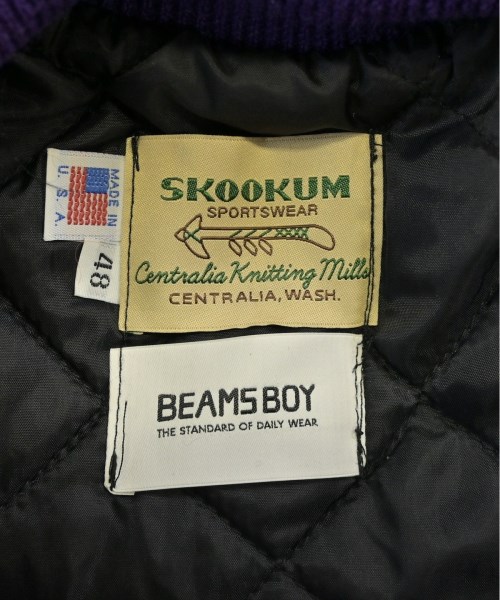 MADE IN
U.S.A.
48
SKOOKUM
SPORTSWEAR
Centralia Knitting Mills
CENTRALIA, WASH.
BEAMS BOY
THE STANDARD OF DAILY WEAR